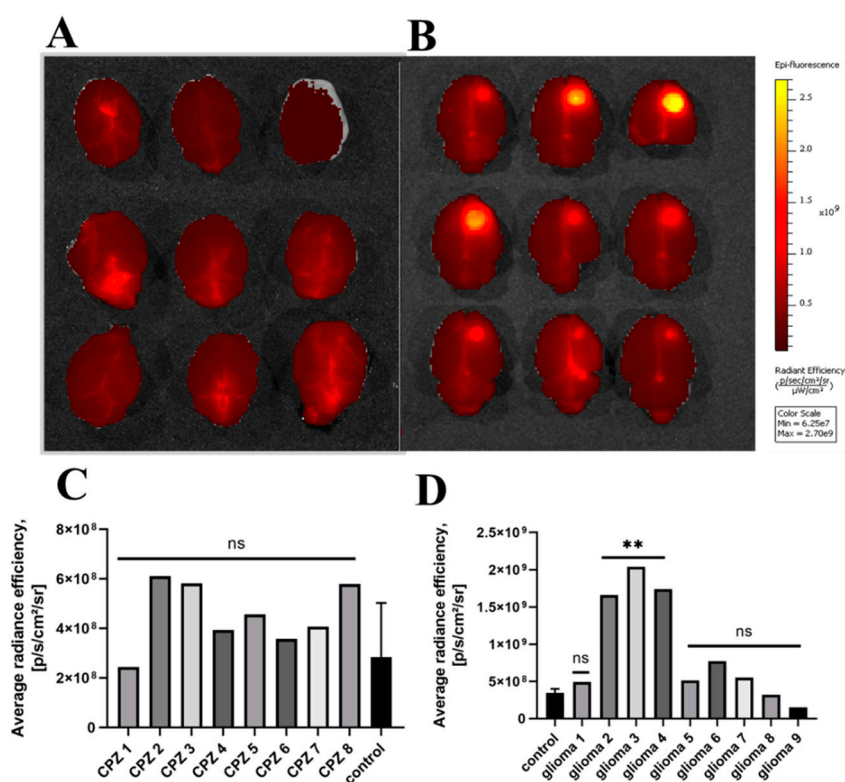 A
B
Epi-fluorescence
2.5
2.0
1.5
x10⁹
1.0
0.5
Radiant Efficiency
(p/sec/cm²/sr
µW/cm²)
Color Scale
Min = 6.25e7
Max = 2.70e9
C
Average radiance efficiency,
[p/s/cm²/sr]
8×10⁸
6×10⁸
4×10⁸
2×10⁸
0
ns
CPZ 1
CPZ 2
CPZ 3
CPZ 4
CPZ 5
CPZ 6
CPZ 7
CPZ 8
control
D
Average radiance efficiency,
[p/s/cm²/sr]
2.5×10⁹
2×10⁹
1.5×10⁹
1×10⁹
5×10⁸
0
ns
**
ns
control
glioma 1
glioma 2
glioma 3
glioma 4
glioma 5
glioma 6
glioma 7
glioma 8
glioma 9